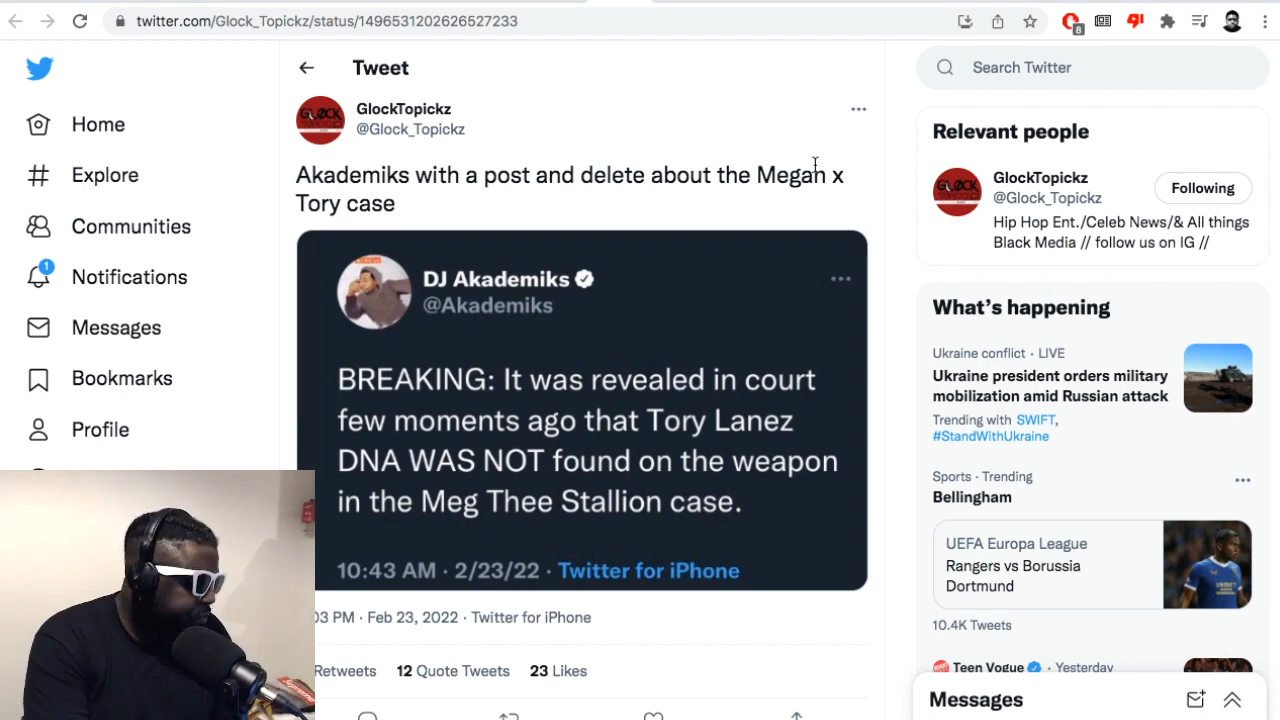 twitter.com/Glock_Topickz/status/1496531202626527233
8
Home
Explore
Communities
1
Notifications
Messages
Bookmarks
Profile
Tweet
GlockTopickz
@Glock_Topickz
Akademiks with a post and delete about the Megan x
Tory case
DJ Akademiks
@Akademiks
BREAKING: It was revealed in court
few moments ago that Tory Lanez
DNA WAS NOT found on the weapon
in the Meg Thee Stallion case.
10:43 AM · 2/23/22 · Twitter for iPhone
03 PM · Feb 23, 2022 · Twitter for iPhone
Retweets 12 Quote Tweets 23 Likes
Search Twitter
Relevant people
GlockTopickz
@Glock_Topickz
Following
Hip Hop Ent./Celeb News/& All things
Black Media // follow us on IG //
What's happening
Ukraine conflict · LIVE
Ukraine president orders military
mobilization amid Russian attack
Trending with SWIFT,
#StandWithUkraine
Sports · Trending
Bellingham
UEFA Europa League
Rangers vs Borussia
Dortmund
10.4K Tweets
Teen Vogue · Yesterday
Messages